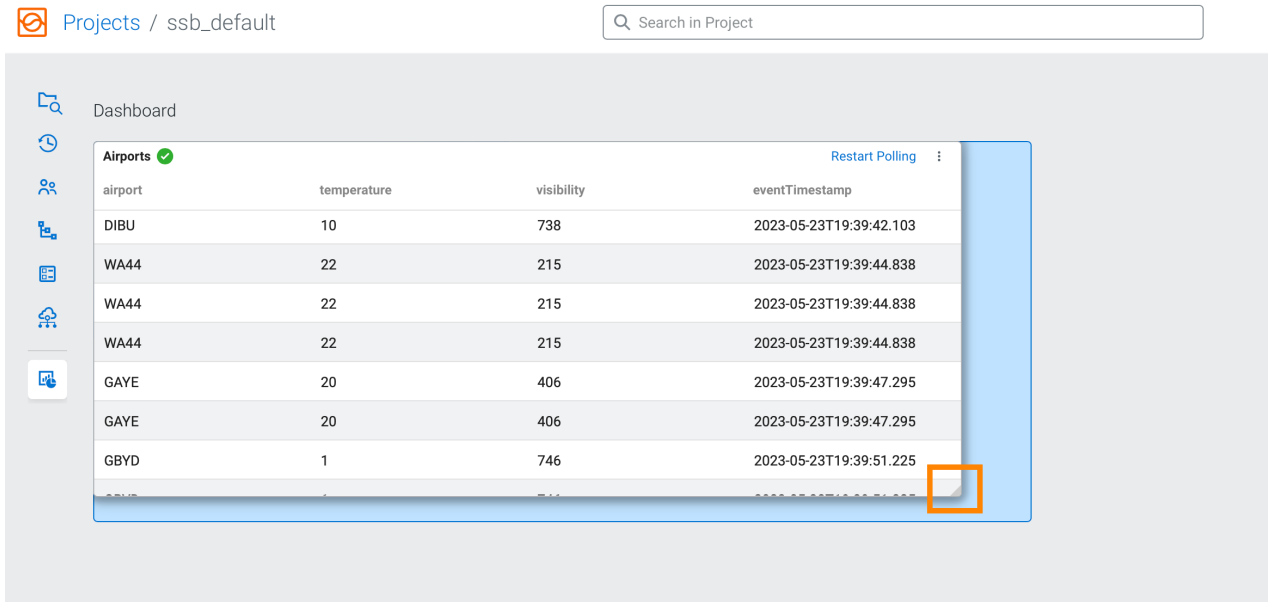 Projects / ssb_default
Search in Project
Dashboard
Airports
Restart Polling
airport temperature visibility eventTimestamp
DIBU 10 738 2023-05-23T19:39:42.103
WA44 22 215 2023-05-23T19:39:44.838
WA44 22 215 2023-05-23T19:39:44.838
WA44 22 215 2023-05-23T19:39:44.838
GAYE 20 406 2023-05-23T19:39:47.295
GAYE 20 406 2023-05-23T19:39:47.295
GBYD 1 746 2023-05-23T19:39:51.225